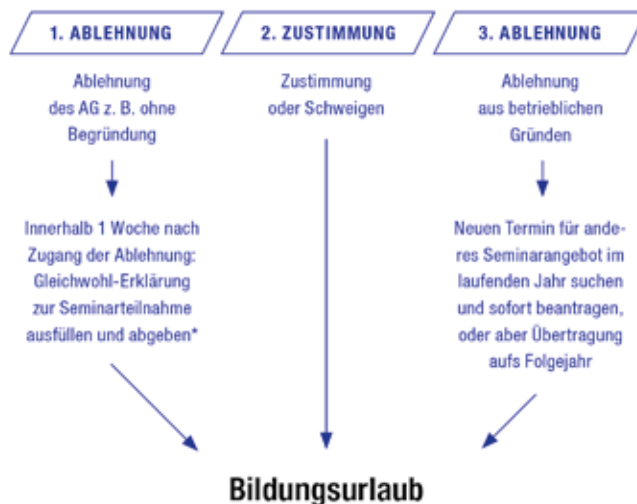 1. ABLEHNUNG
2. ZUSTIMMUNG
3. ABLEHNUNG
Ablehnung
des AG z. B. ohne
Begründung
Zustimmung
oder Schweigen
Ablehnung
aus betrieblichen
Gründen
Innerhalb 1 Woche nach
Zugang der Ablehnung:
Gleichwohl-Erklärung
zur Seminarteilnahme
ausfüllen und abgeben*
Neuen Termin für ande-
res Seminarangebot im
laufenden Jahr suchen
und sofort beantragen,
oder aber Übertragung
aufs Folgejahr
Bildungsurlaub